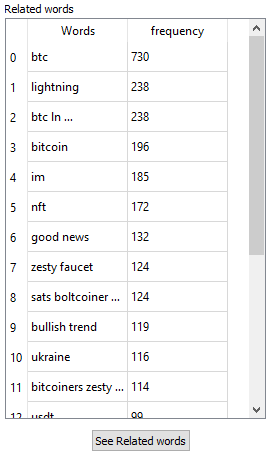 Related words
Words frequency
0 btc 730
1 lightning 238
2 btc ln ... 238
3 bitcoin 196
4 im 185
5 nft 172
6 good news 132
7 zesty faucet 124
8 sats boltcoiner ... 124
9 bullish trend 119
10 ukraine 116
11 bitcoiners zesty ... 114
12 usdt 99
See Related words